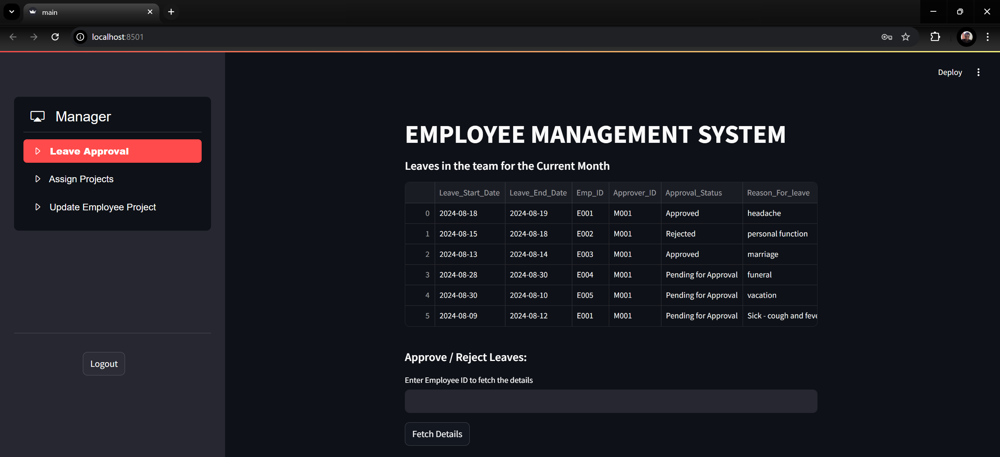 main
localhost:8501
Deploy
Manager
Leave Approval
Assign Projects
Update Employee Project
Logout
EMPLOYEE MANAGEMENT SYSTEM
Leaves in the team for the Current Month
Leave_Start_Date Leave_End_Date Emp_ID Approver_ID Approval_Status Reason_For_leave
0 2024-08-18 2024-08-19 E001 M001 Approved headache
1 2024-08-15 2024-08-18 E002 M001 Rejected personal function
2 2024-08-13 2024-08-14 E003 M001 Approved marriage
3 2024-08-28 2024-08-30 E004 M001 Pending for Approval funeral
4 2024-08-30 2024-08-10 E005 M001 Pending for Approval vacation
5 2024-08-09 2024-08-12 E001 M001 Pending for Approval Sick - cough and feve
Approve / Reject Leaves:
Enter Employee ID to fetch the details
Fetch Details